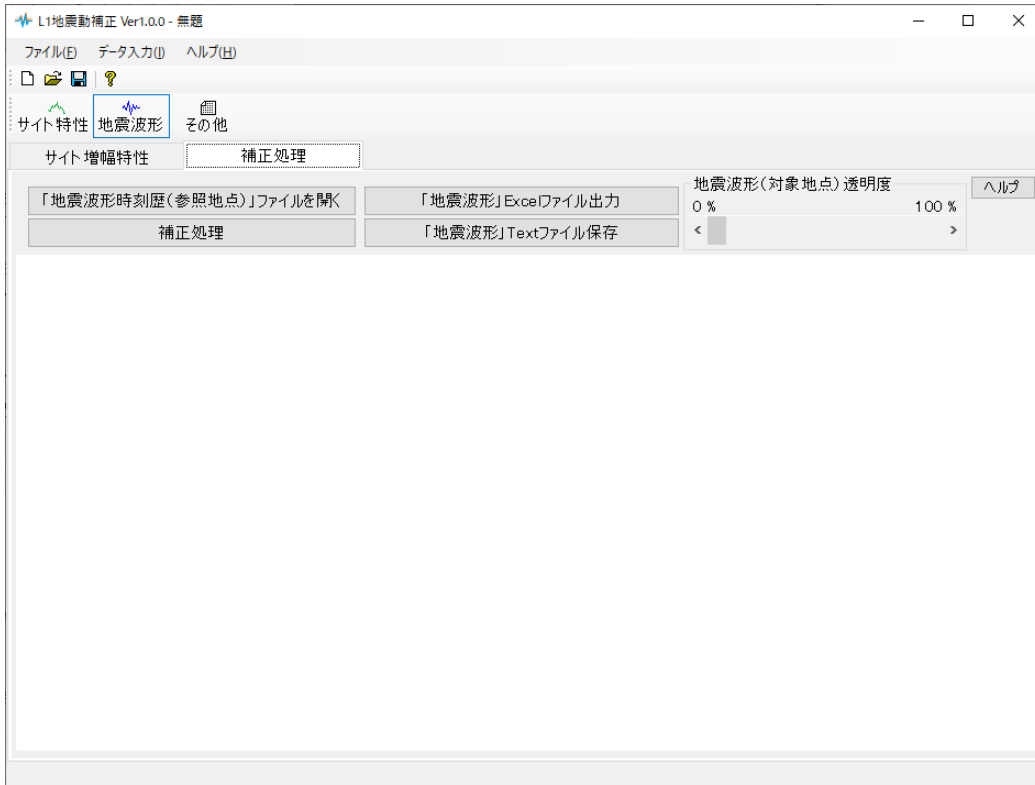 L1地震動補正 Ver1.0.0 - 無題
ファイル(F) データ入力(I) ヘルプ(H)
サイト特性 地震波形 その他
サイト増幅特性 補正処理
「地震波形時刻歴(参照地点)」ファイルを開く 「地震波形」Excelファイル出力 地震波形(対象地点)透明度 ヘルプ
0 % 100 %
補正処理 「地震波形」Textファイル保存